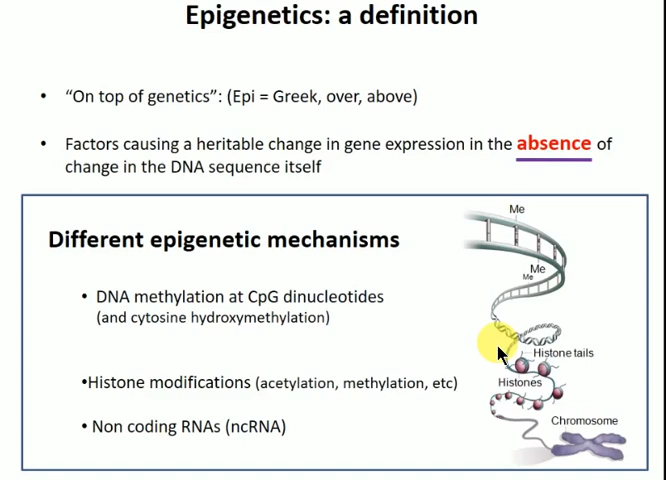 Epigenetics: a definition
• “On top of genetics”: (Epi = Greek, over, above)
• Factors causing a heritable change in gene expression in the absence of
change in the DNA sequence itself
Different epigenetic mechanisms
• DNA methylation at CpG dinucleotides
(and cytosine hydroxymethylation)
•Histone modifications (acetylation, methylation, etc)
• Non coding RNAs (ncRNA)
Me
Me
Me
Histone tails
Histones
Chromosome